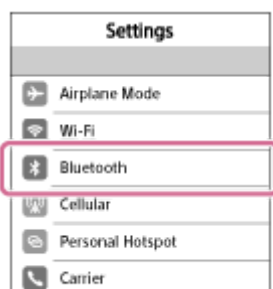 Settings
Airplane Mode
Wi-Fi
Bluetooth
Cellular
Personal Hotspot
Carrier